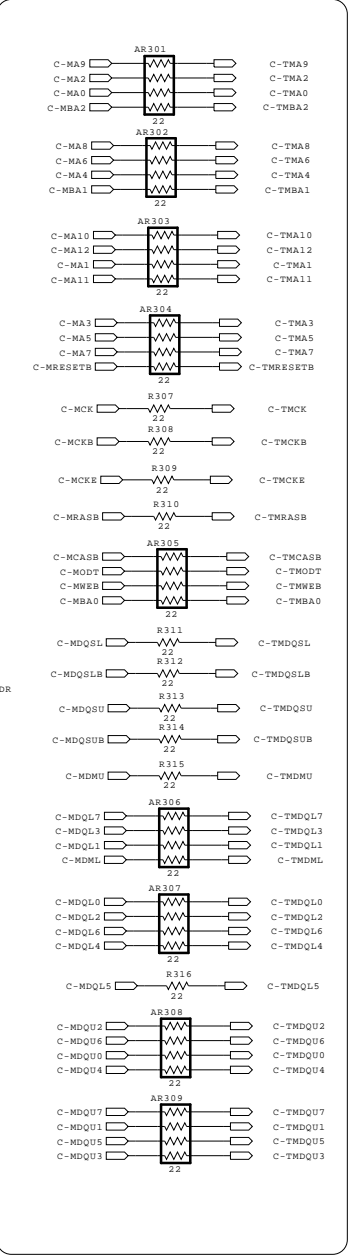 AR301
C-MA9 C-TMA9
C-MA2 C-TMA2
C-MA0 C-TMA0
C-MBA2 C-TMBA2
22
AR302
C-MA8 C-TMA8
C-MA6 C-TMA6
C-MA4 C-TMA4
C-MBA1 C-TMBA1
22
AR303
C-MA10 C-TMA10
C-MA12 C-TMA12
C-MA1 C-TMA1
C-MA11 C-TMA11
22
AR304
C-MA3 C-TMA3
C-MA5 C-TMA5
C-MA7 C-TMA7
C-MRESETB C-TMRESETB
22
R307
C-MCK C-TMCK
22
R308
C-MCKB C-TMCKB
22
R309
C-MCKE C-TMCKE
22
R310
C-MRASB C-TMRASB
22
AR305
C-MCASB C-TMCASB
C-MODT C-TMODT
C-MWEB C-TMWEB
C-MBA0 C-TMBA0
22
R311
C-MDQSL C-TMDQSL
22
R312
C-MDQSLB C-TMDQSLB
22
DR
R313
C-MDQSU C-TMDQSU
22
R314
C-MDQSUB C-TMDQSUB
22
R315
C-MDMU C-TMDMU
22
AR306
C-MDQL7 C-TMDQL7
C-MDQL3 C-TMDQL3
C-MDQL1 C-TMDQL1
C-MDML C-TMDML
22
AR307
C-MDQL0 C-TMDQL0
C-MDQL2 C-TMDQL2
C-MDQL6 C-TMDQL6
C-MDQL4 C-TMDQL4
22
R316
C-MDQL5 C-TMDQL5
22
AR308
C-MDQU2 C-TMDQU2
C-MDQU6 C-TMDQU6
C-MDQU0 C-TMDQU0
C-MDQU4 C-TMDQU4
22
AR309
C-MDQU7 C-TMDQU7
C-MDQU1 C-TMDQU1
C-MDQU5 C-TMDQU5
C-MDQU3 C-TMDQU3
22